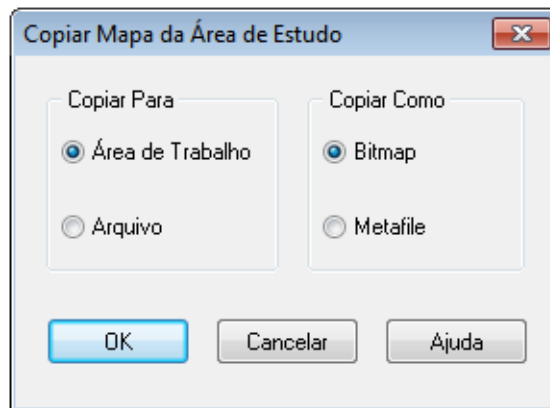 Copiar Mapa da Área de Estudo
Copiar Para
Copiar Como
Área de Trabalho
Bitmap
Arquivo
Metafile
OK
Cancelar
Ajuda